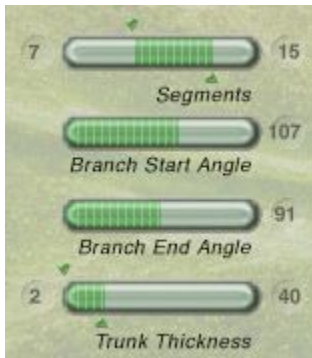 7 15
Segments
107
Branch Start Angle
91
Branch End Angle
2 40
Trunk Thickness